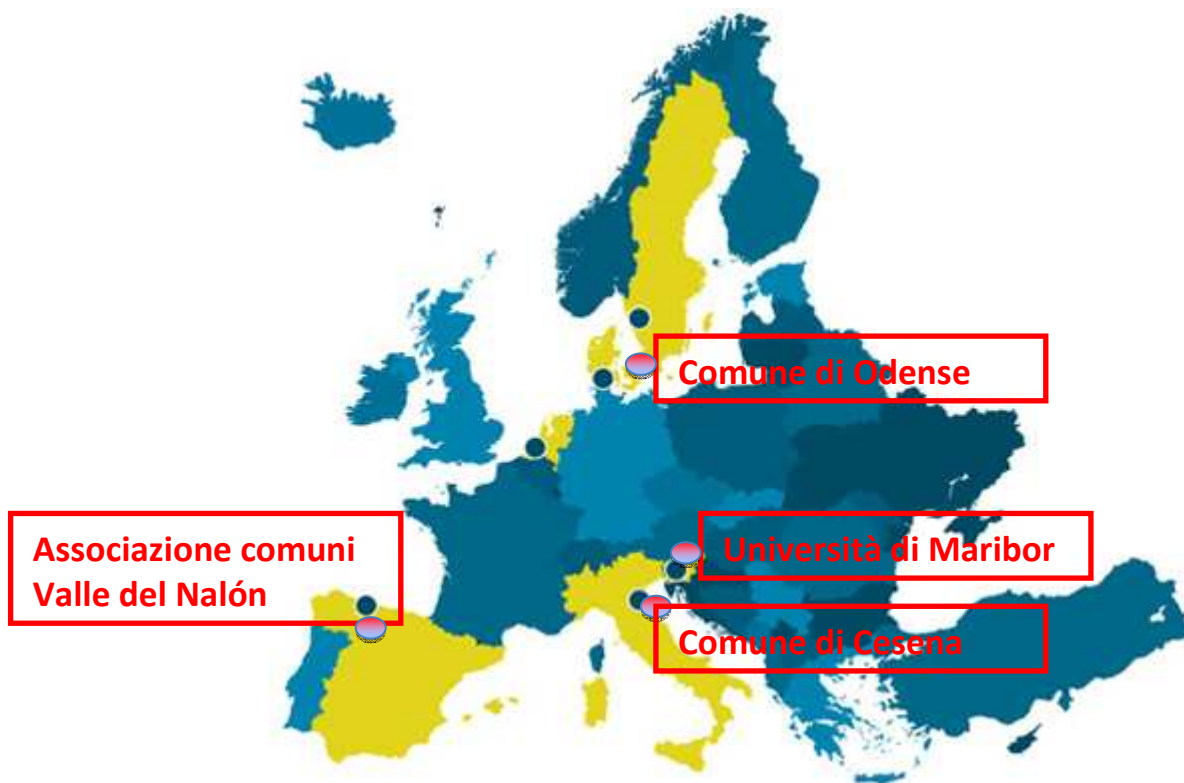 Comune di Odense
Associazione comuni
Valle del Nalón
Università di Maribor
Comune di Cesena